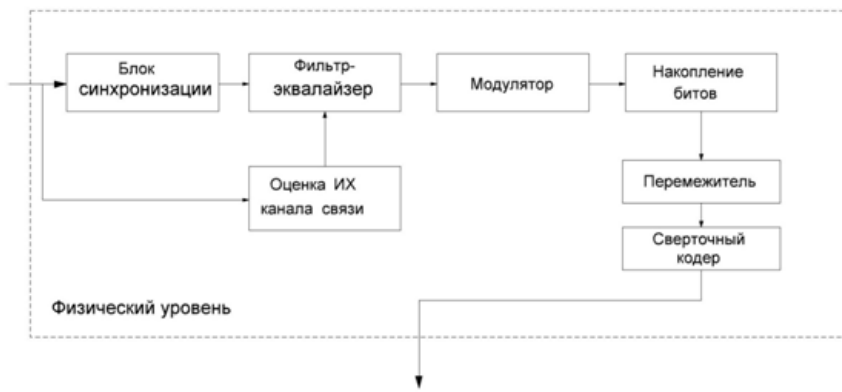 Блок
синхронизации
Фильтр-
эквалайзер
Модулятор
Накопление
битов
Оценка ИХ
канала связи
Перемежитель
Сверточный
кодер
Физический уровень